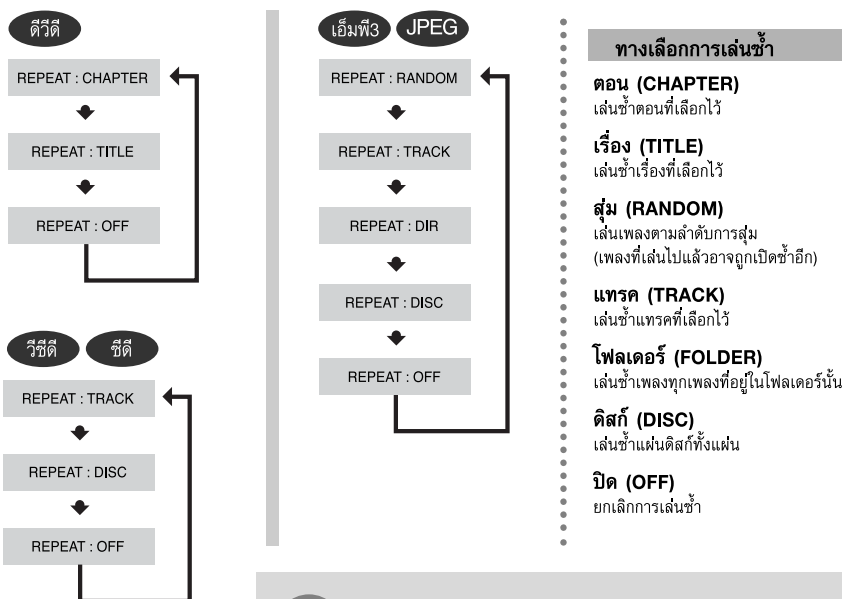 ดีวีดี
REPEAT : CHAPTER
REPEAT : TITLE
REPEAT : OFF
วีซีดี ซีดี
REPEAT : TRACK
REPEAT : DISC
REPEAT : OFF
เอ็มพี3 JPEG
REPEAT : RANDOM
REPEAT : TRACK
REPEAT : DIR
REPEAT : DISC
REPEAT : OFF
ทางเลือกการเล่นซ้ำ
ตอน (CHAPTER)
เล่นซ้ำตอนที่เลือกไว้
เรื่อง (TITLE)
เล่นซ้ำเรื่องที่เลือกไว้
สุ่ม (RANDOM)
เล่นเพลงตามลำดับการสุ่ม
(เพลงที่เล่นไปแล้วอาจถูกเปิดซ้ำอีก)
แทรค (TRACK)
เล่นซ้ำแทรคที่เลือกไว้
โฟลเดอร์ (FOLDER)
เล่นซ้ำเพลงทุกเพลงที่อยู่ในโฟลเดอร์นั้น
ดิสก์ (DISC)
เล่นซ้ำแผ่นดิสก์ทั้งแผ่น
ปิด (OFF)
ยกเลิกการเล่นซ้ำ